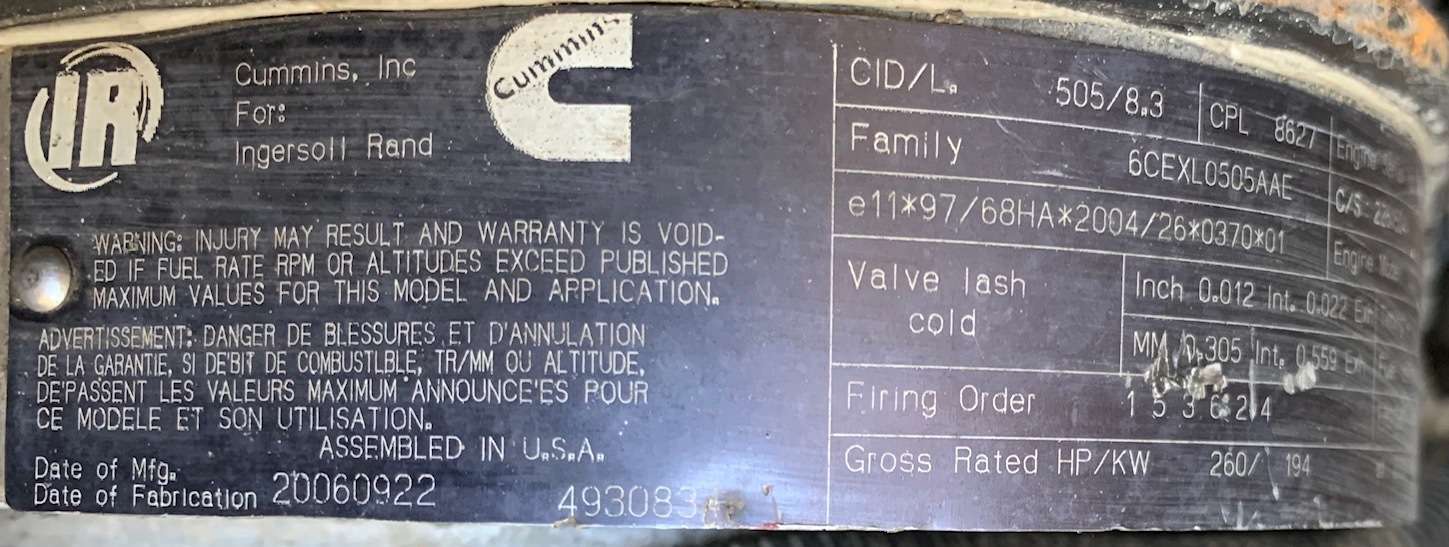 IR
Cummins, Inc
For:
Ingersoll Rand
Cummins
WARNING: INJURY MAY RESULT AND WARRANTY IS VOID-
ED IF FUEL RATE RPM OR ALTITUDES EXCEED PUBLISHED
MAXIMUM VALUES FOR THIS MODEL AND APPLICATION.
ADVERTISSEMENT: DANGER DE BLESSURES ET D'ANNULATION
DE LA GARANTIE, SI DE'BIT DE COMBUSTLBLE, TR/MM OU ALTITUDE,
DE'PASSENT LES VALEURS MAXIMUM ANNOUNCE'ES POUR
CE MODELE ET SON UTILISATION.
ASSEMBLED IN U.S.A.
Date of Mfg.
Date of Fabrication 20060922
493083
CID/L. 505/8.3 CPL 8627 Engine
Family 6CEXL0505AAE C/S
e11*97/68HA*2004/26*0370*01 Engine
Valve lash cold
Inch 0.012 Int. 0.022 Exh
MM 0.305 Int. 0.559 Exh
Firing Order 1 5 3 6 2 4
Gross Rated HP/KW 260/ 194